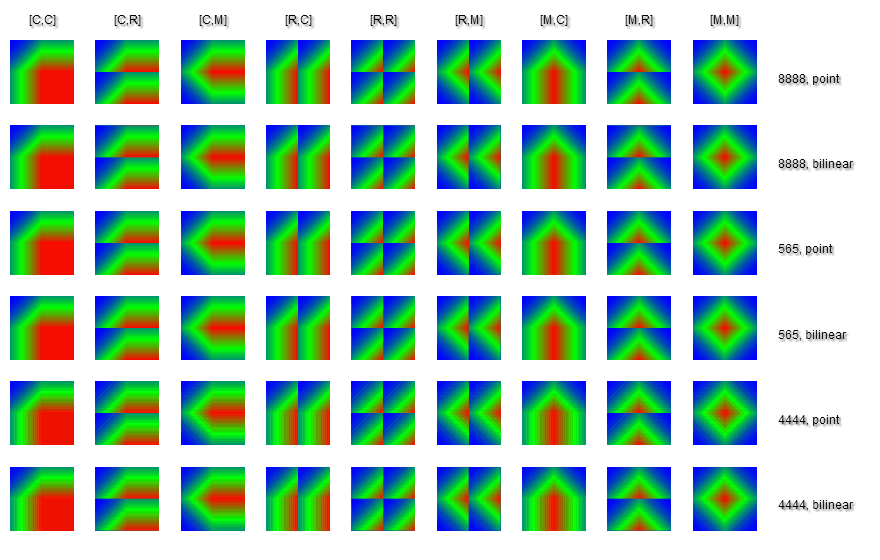 [C,C] [C,R] [C,M] [R,C] [R,R] [R,M] [M,C] [M,R] [M,M]
8888, point
8888, bilinear
565, point
565, bilinear
4444, point
4444, bilinear